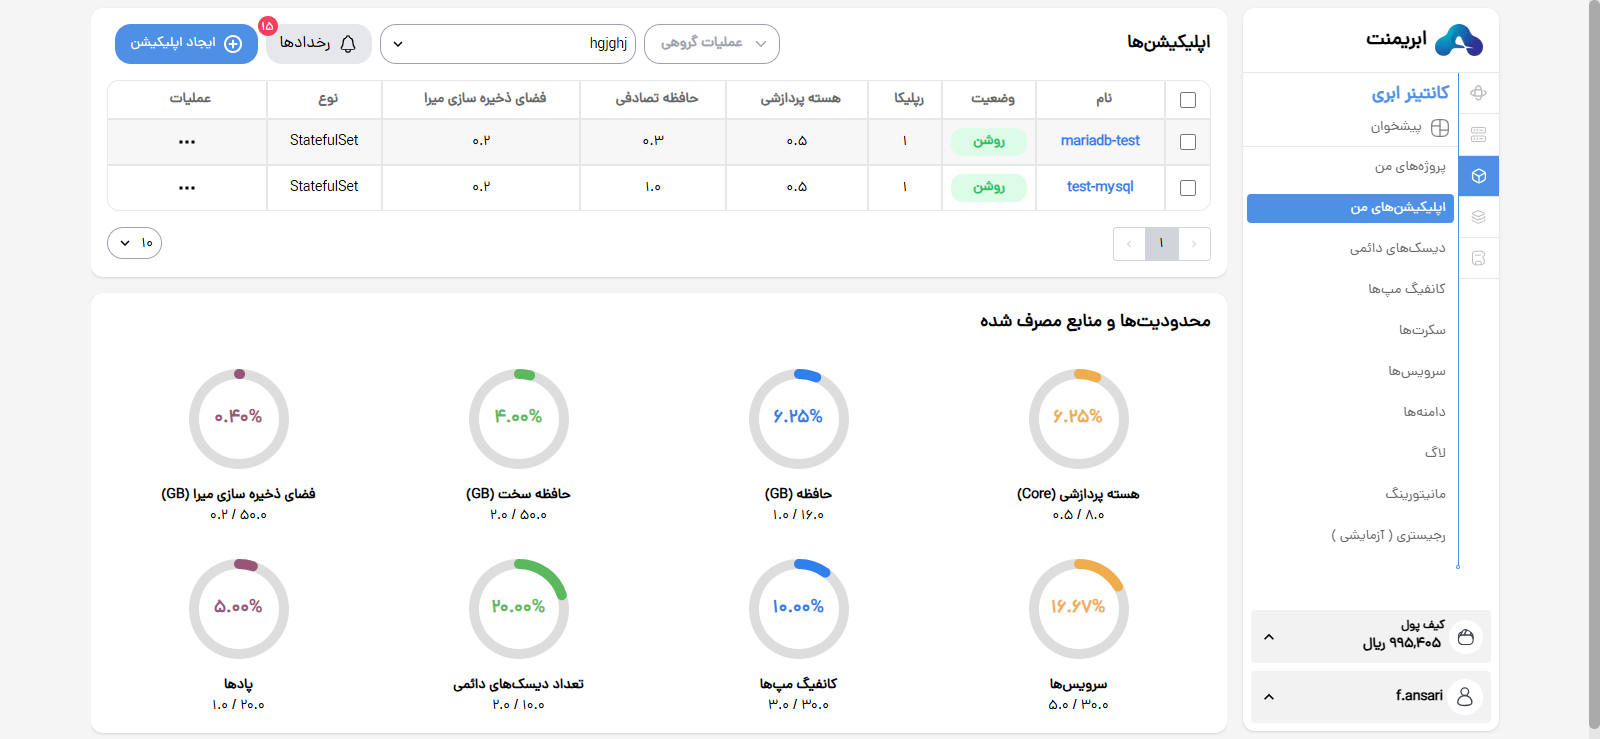 ابریمنت
کانتینر ابری
پیشخوان
پروژه‌های من
اپلیکیشن‌های من
دیسک‌های دائمی
کانفیگ مپ‌ها
سکرت‌ها
سرویس‌ها
دامنه‌ها
لاگ
مانیتورینگ
رجیستری ( آزمایشی )
کیف پول
۹۹۵,۴۰۵ ریال
f.ansari
اپلیکیشن‌ها
عملیات گروهی
hgjghj
رخدادها
۱۵
ایجاد اپلیکیشن
نام وضعیت رپلیکا هسته پردازشی حافظه تصادفی فضای ذخیره سازی میرا نوع عملیات
mariadb-test روشن ۱ ۰.۵ ۰.۳ ۰.۲ StatefulSet ...
test-mysql روشن ۱ ۰.۵ ۱.۰ ۰.۲ StatefulSet ...
‹ ۱ ›
۱۰
محدودیت‌ها و منابع مصرف شده
۶.۲۵%
هسته پردازشی (Core)
۰.۵ / ۸.۰
۶.۲۵%
حافظه (GB)
۱.۰ / ۱۶.۰
۴.۰۰%
حافظه سخت (GB)
۲.۰ / ۵۰.۰
۰.۴۰%
فضای ذخیره سازی میرا (GB)
۰.۲ / ۵۰.۰
۱۶.۶۷%
سرویس‌ها
۵.۰ / ۳۰.۰
۱۰.۰۰%
کانفیگ مپ‌ها
۳.۰ / ۳۰.۰
۲۰.۰۰%
تعداد دیسک‌های دائمی
۲.۰ / ۱۰.۰
۵.۰۰%
پادها
۱.۰ / ۲۰.۰